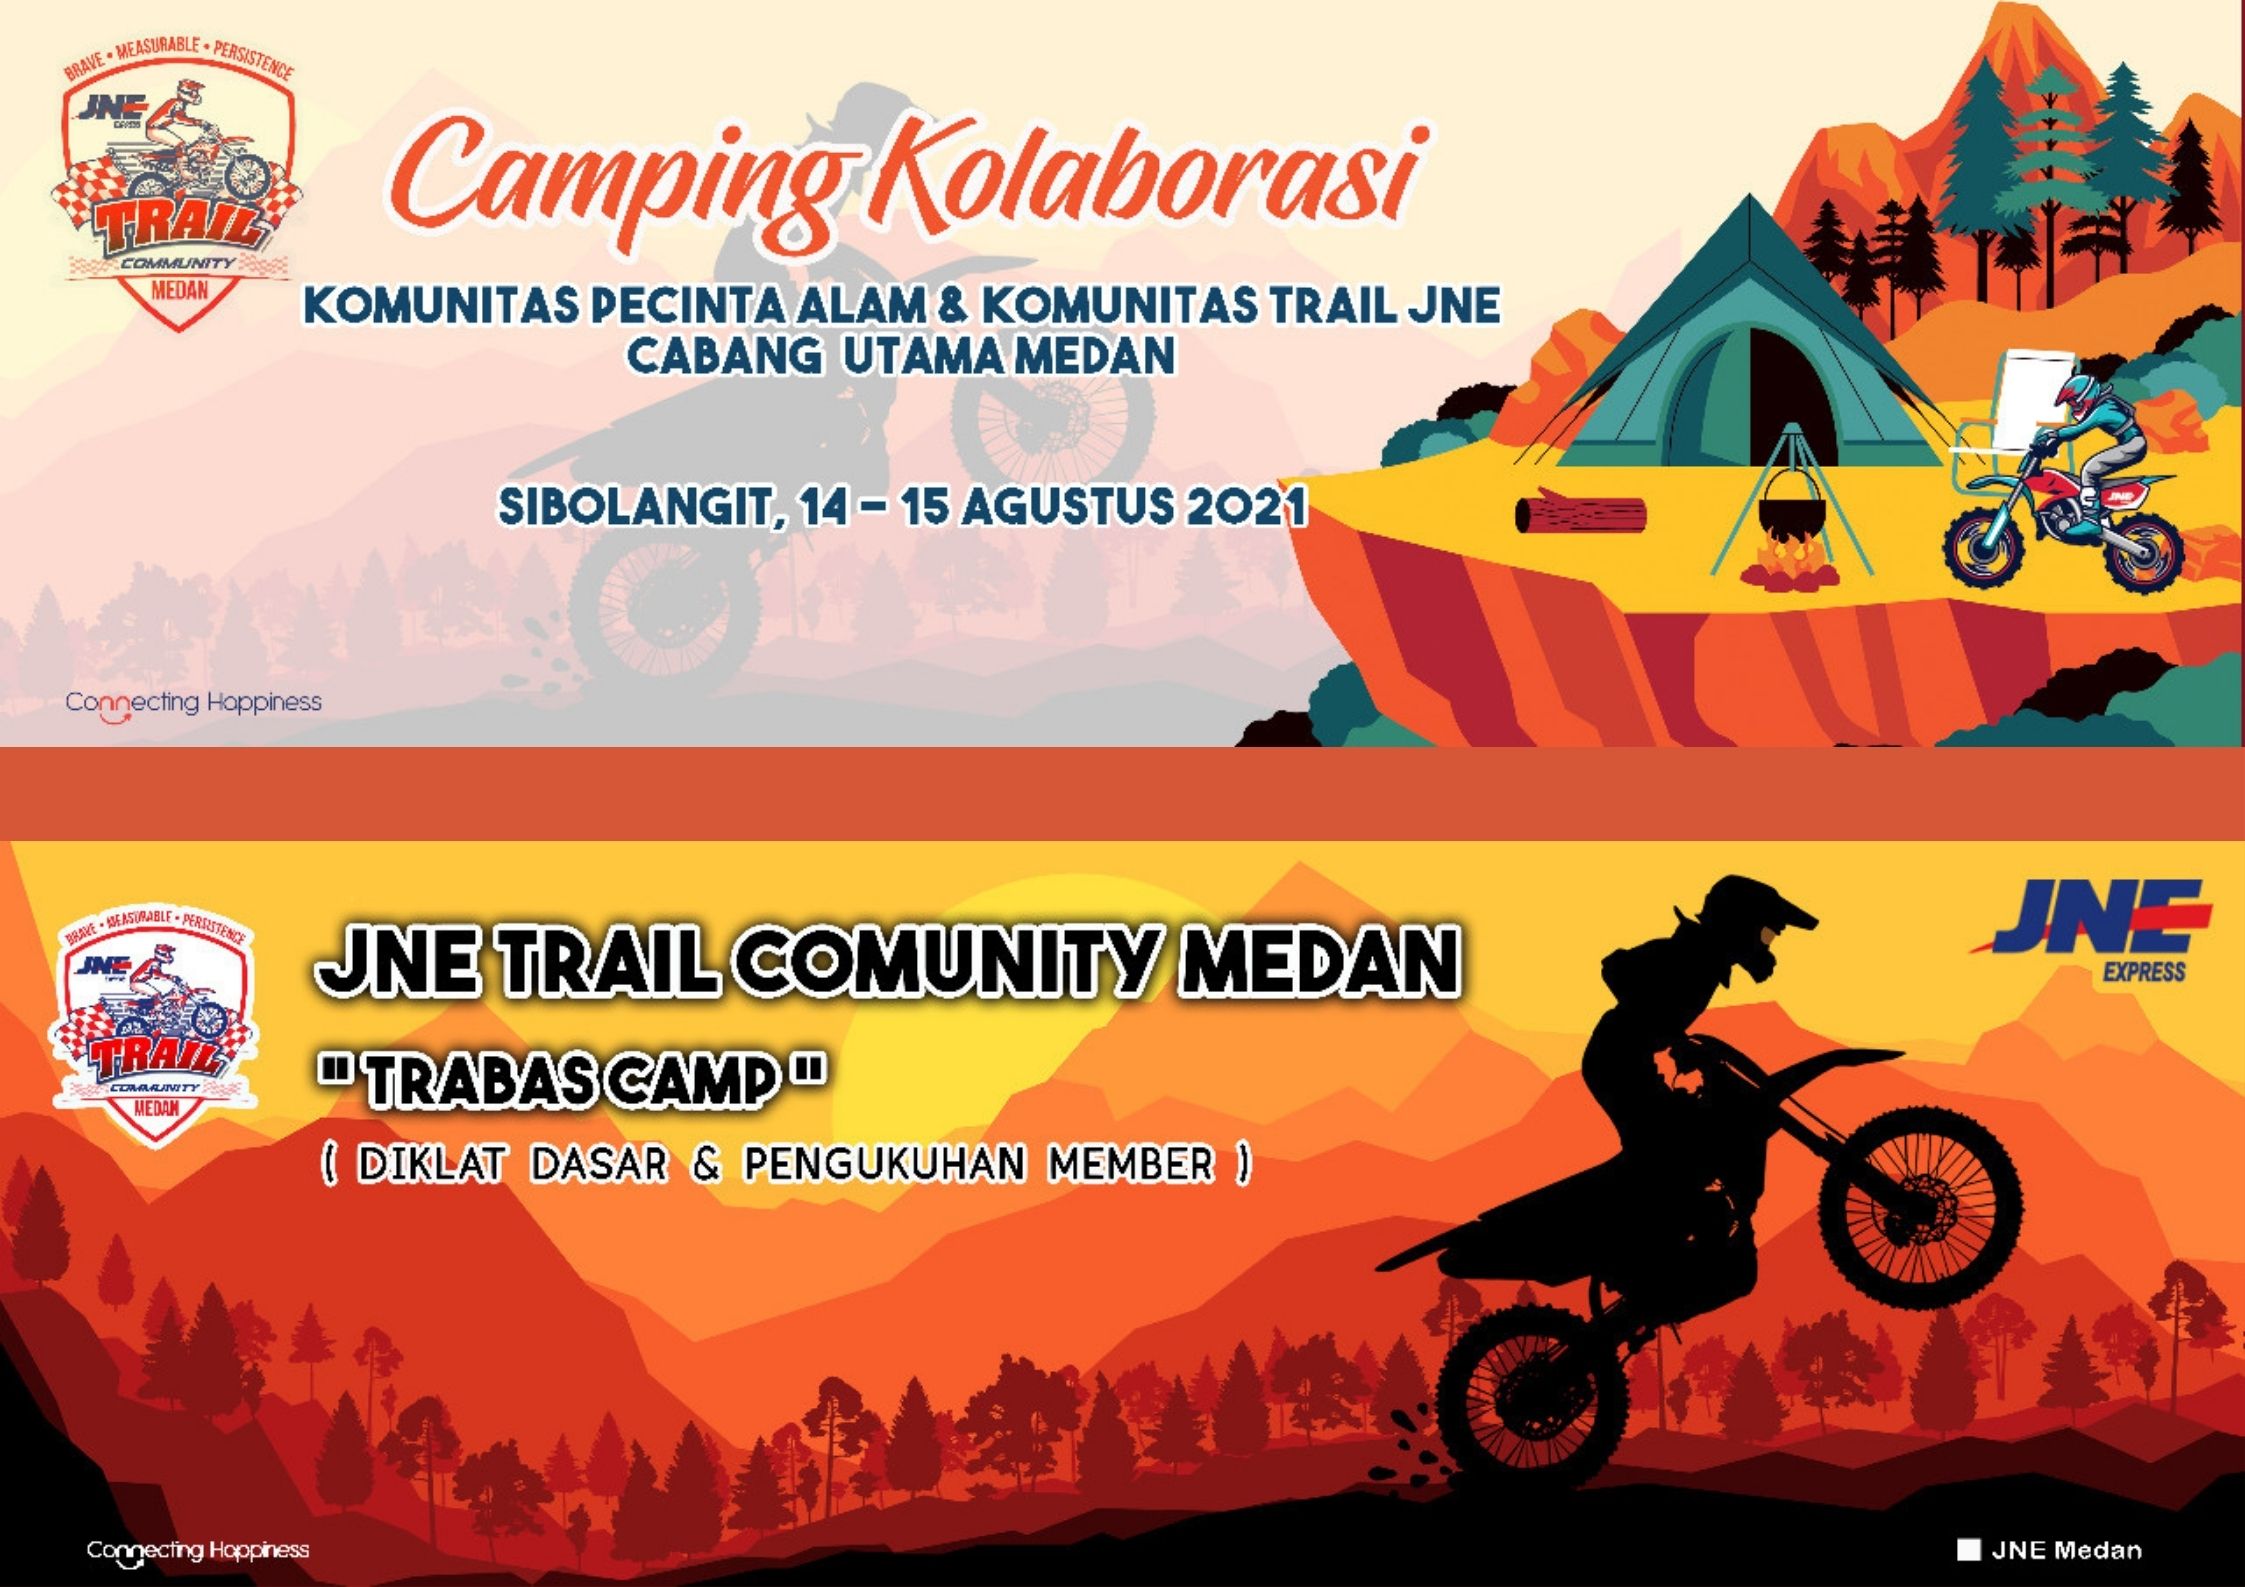 BRAVE • MEASURABLE • PERSISTENCE
JNE
EXPRESS
TRAIL
COMMUNITY
MEDAN
Camping Kolaborasi
KOMUNITAS PECINTA ALAM & KOMUNITAS TRAIL JNE
CABANG UTAMA MEDAN
SIBOLANGIT, 14 – 15 AGUSTUS 2021
JNE
Connecting Happiness
BRAVE • MEASURABLE • PERSISTENCE
JNE
TRAIL
COMMUNITY
MEDAN
JNE TRAIL COMUNITY MEDAN
" TRABAS CAMP "
( DIKLAT DASAR & PENGUKUHAN MEMBER )
JNE
EXPRESS
Connecting Happiness
JNE Medan